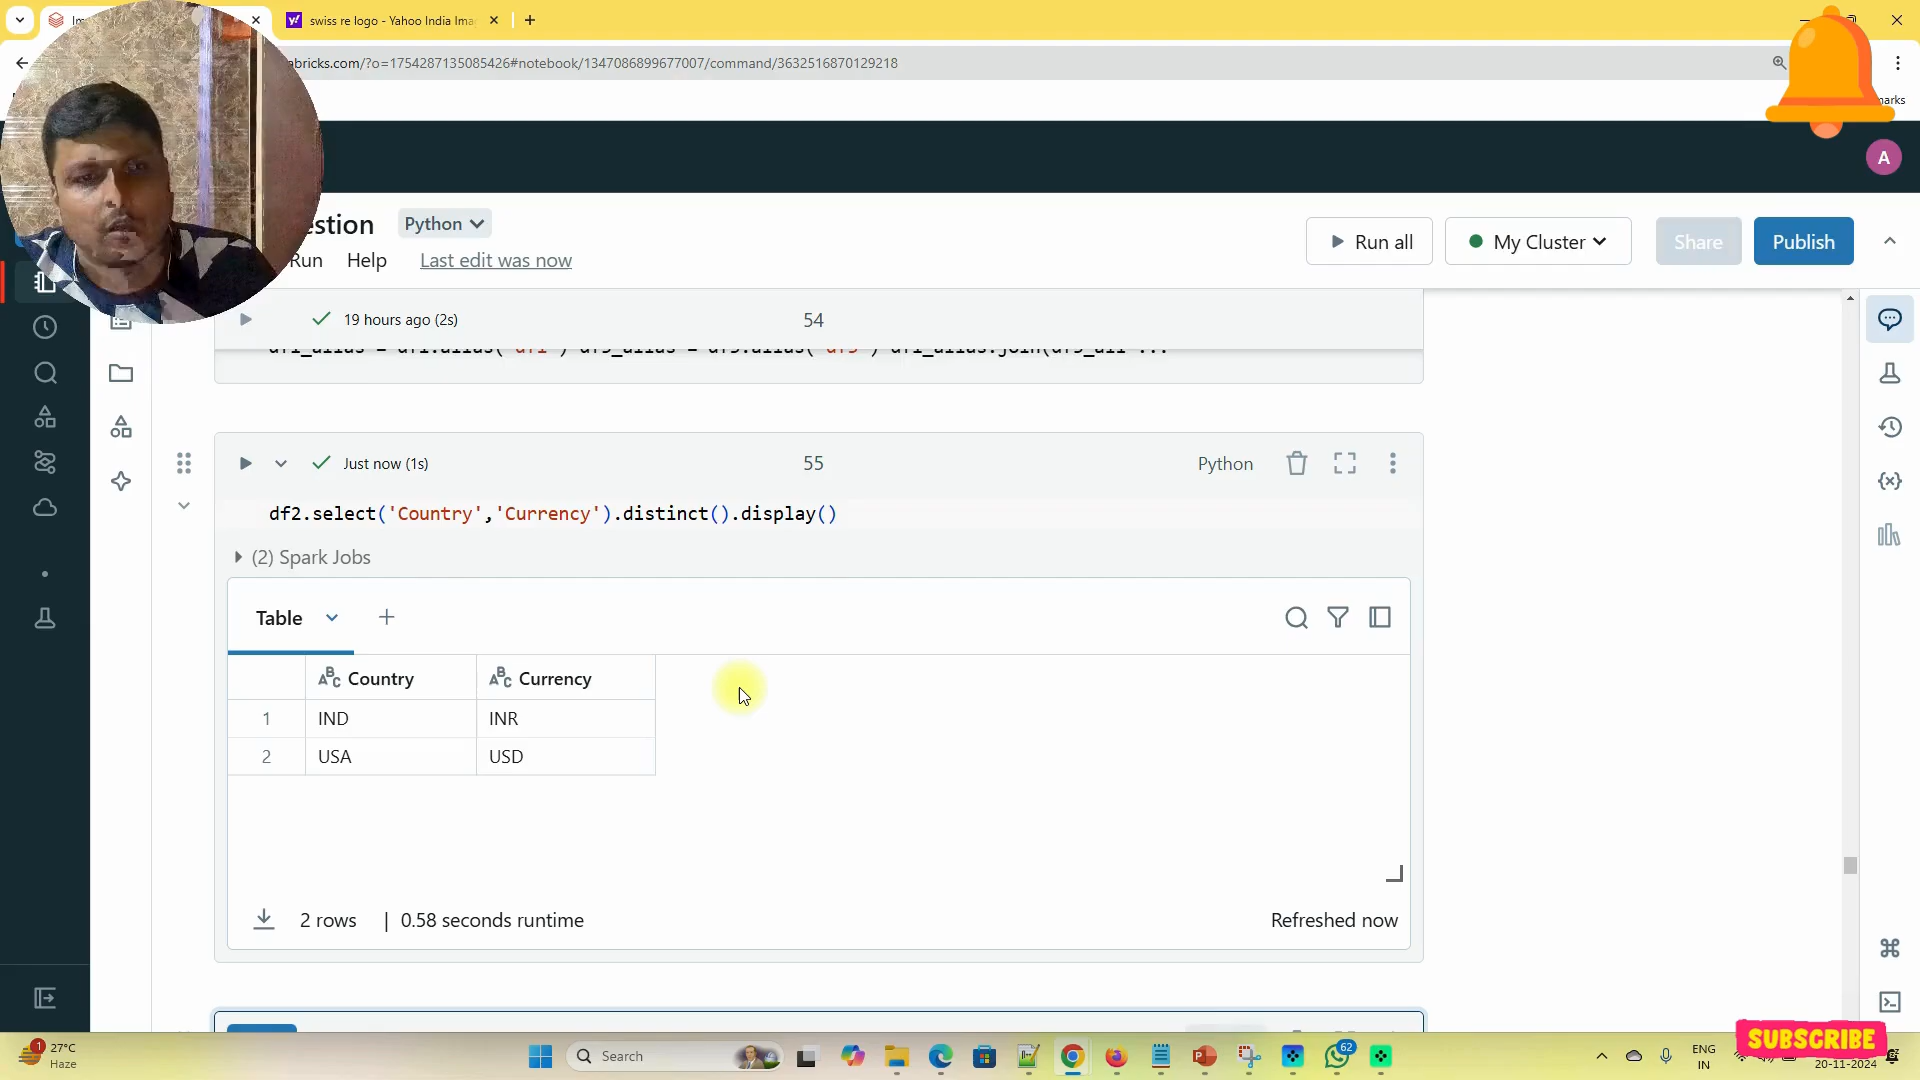 swiss re logo - Yahoo India Ima
abricks.com/?o=1754287135085426#notebook/1347086899677007/command/3632516870129218
arks
A
estion
Python
Run all
My Cluster
Share
Publish
Run
Help
Last edit was now
19 hours ago (2s)
54
55
Just now (1s)
Python
df2.select('Country','Currency').distinct().display()
(2) Spark Jobs
Table
Country
Currency
1
IND
INR
2
USA
USD
2 rows
| 0.58 seconds runtime
Refreshed now
1
27°C
Haze
Search
62
ENG
IN
SUBSCRIBE
20-11-2024